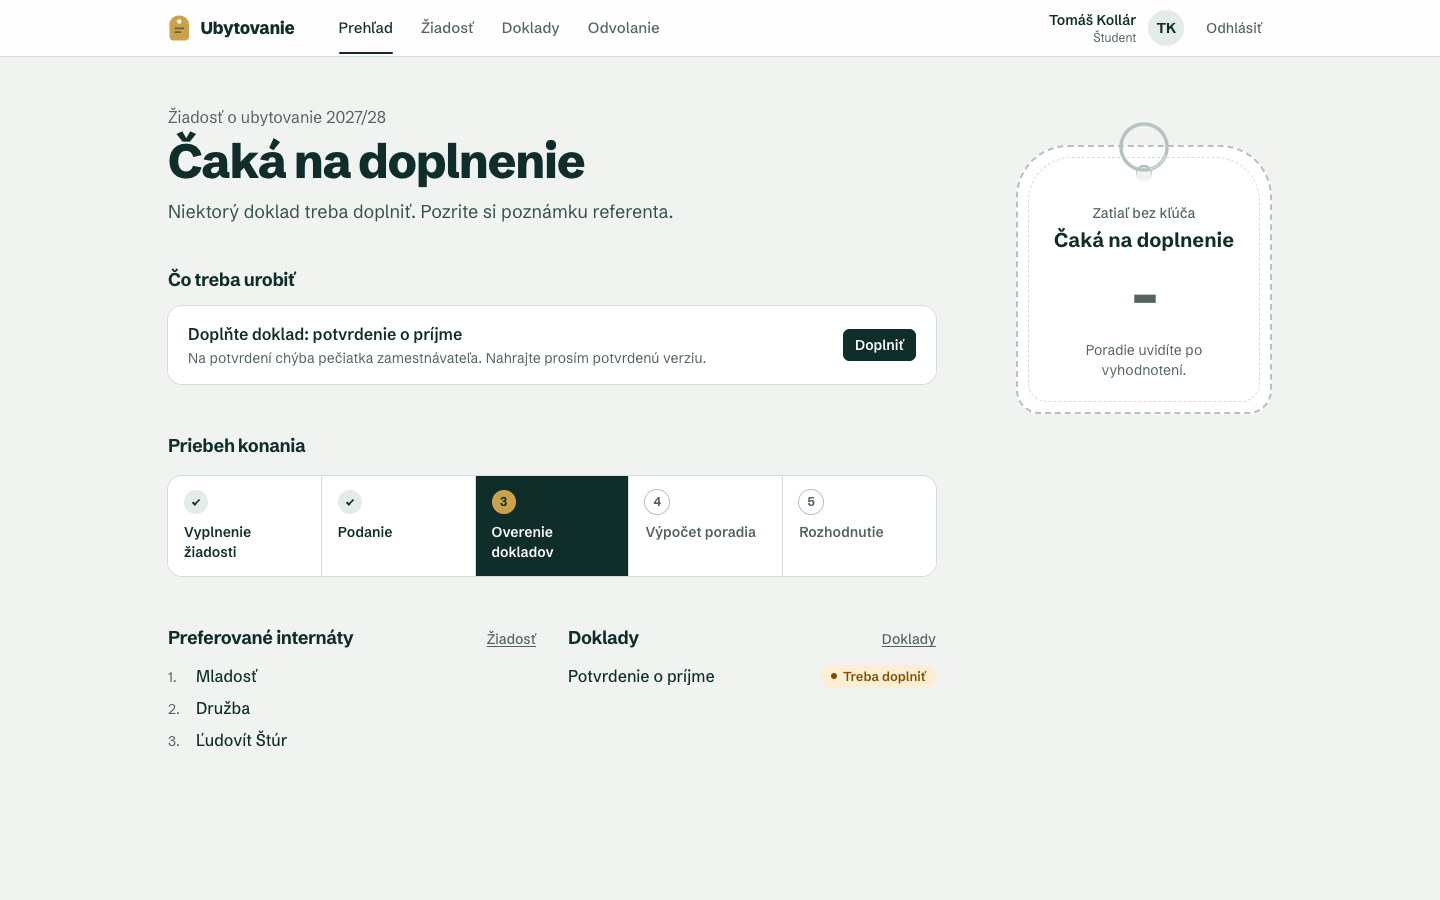 Ubytovanie
Prehľad
Žiadosť
Doklady
Odvolanie
Tomáš Kollár
Študent
TK
Odhlásiť
Žiadosť o ubytovanie 2027/28
Čaká na doplnenie
Niektorý doklad treba doplniť. Pozrite si poznámku referenta.
Čo treba urobiť
Doplňte doklad: potvrdenie o príjme
Na potvrdení chýba pečiatka zamestnávateľa. Nahrajte prosím potvrdenú verziu.
Doplniť
Zatiaľ bez kľúča
Čaká na doplnenie
–
Poradie uvidíte po
vyhodnotení.
Priebeh konania
Vyplnenie
žiadosti
Podanie
3
Overenie
dokladov
4
Výpočet poradia
5
Rozhodnutie
Preferované internáty
Žiadosť
1. Mladosť
2. Družba
3. Ľudovít Štúr
Doklady
Doklady
Potvrdenie o príjme
Treba doplniť